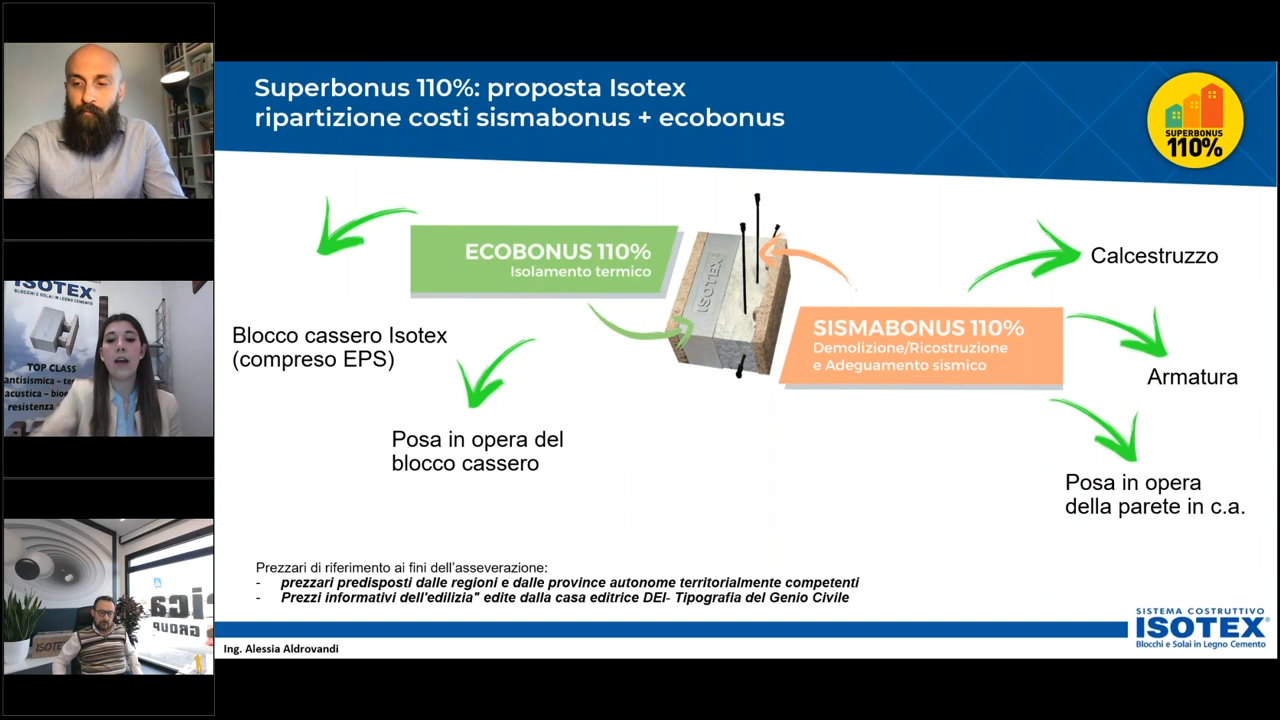 Superbonus 110%: proposta Isotex
ripartizione costi sismabonus + ecobonus
SUPERBONUS
110%
ECOBONUS 110%
Isolamento termico
ISOTEX
Calcestruzzo
SISMABONUS 110%
Demolizione/Ricostruzione
e Adeguamento sismico
Blocco cassero Isotex
(compreso EPS)
Armatura
Posa in opera del
blocco cassero
Posa in opera
della parete in c.a.
Prezzari di riferimento ai fini dell'asseverazione:
- prezzari predisposti dalle regioni e dalle province autonome territorialmente competenti
- Prezzi informativi dell'edilizia" edite dalla casa editrice DEI- Tipografia del Genio Civile
SISTEMA COSTRUTTIVO
ISOTEX®
Blocchi e Solai in Legno Cemento
Ing. Alessia Aldrovandi
ISOTEX
BLOCCHI E SOLAI IN LEGNO CEMENTO
TOP CLASS
antisismica – te
acustica – bio
resistenza
GROUP
ISOTEX